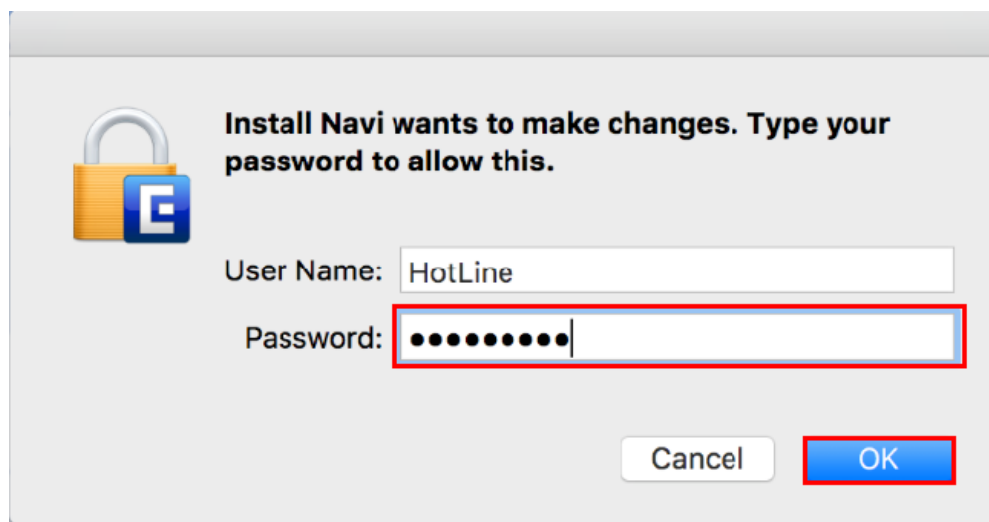 Install Navi wants to make changes. Type your
password to allow this.
User Name: HotLine
Password: •••••••••
Cancel OK